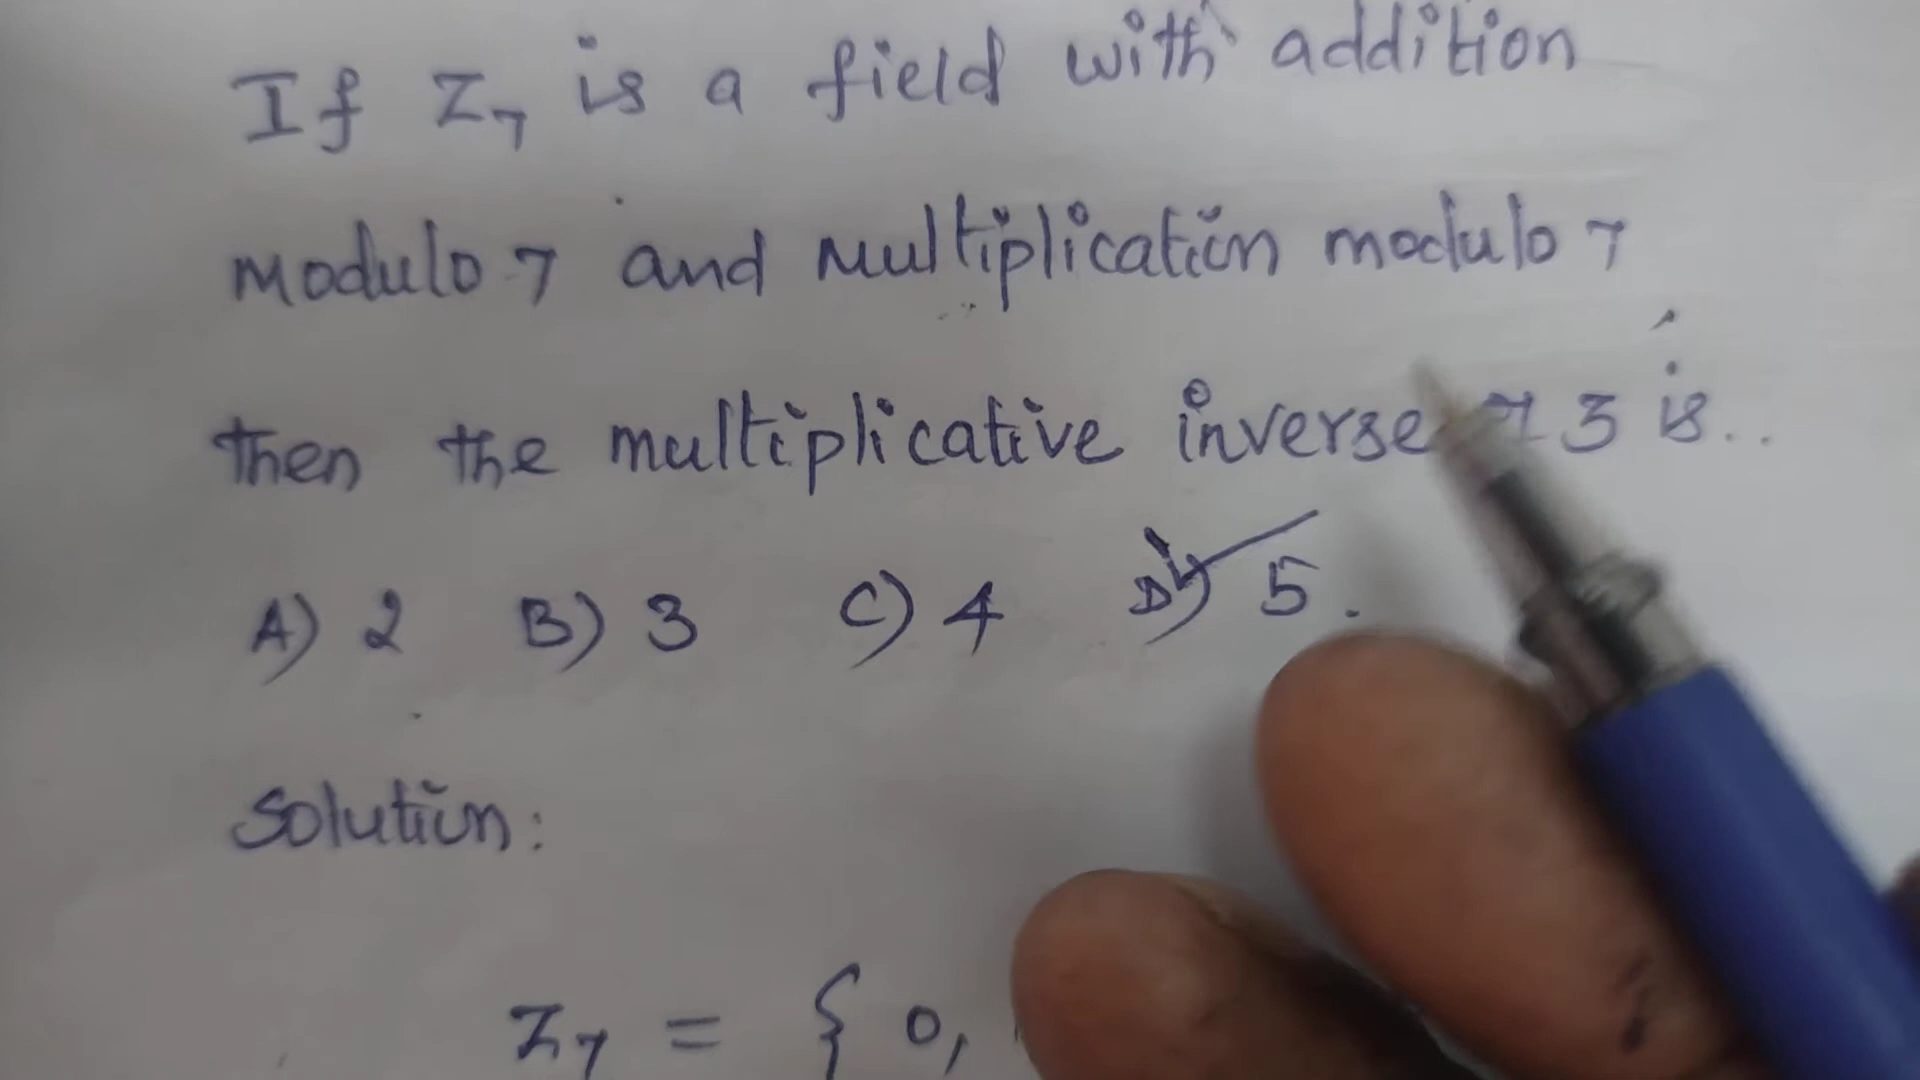 If Z7 is a field with addition
modulo 7 and multiplication modulo 7
then the multiplicative inverse 3 is..
A) 2 B) 3 C) 4 D) 5.
Solution:
Z7 = { 0,